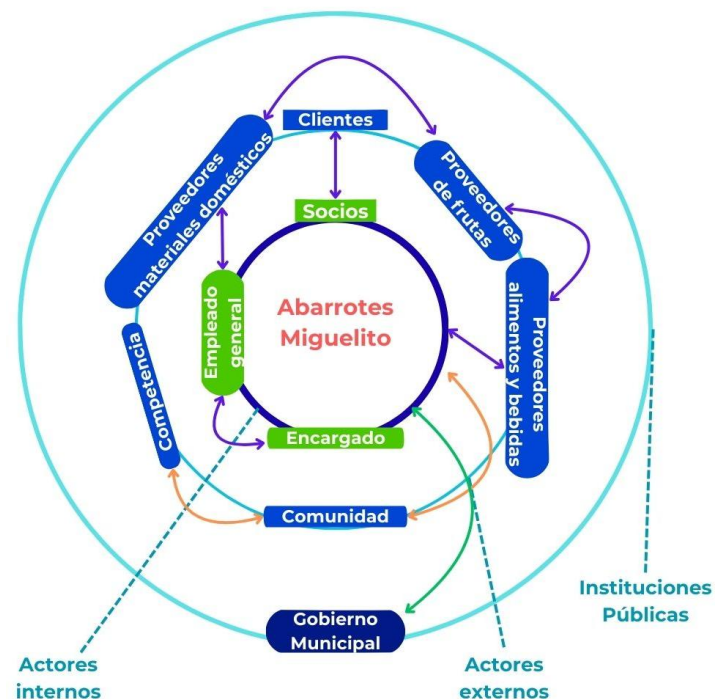 Clientes
Proveedores
materiales domésticos
Proveedores
de frutas
Socios
Abarrotes
Miguelito
Empleado
general
Proveedores
alimentos y bebidas
Competencia
Encargado
Comunidad
Instituciones
Públicas
Gobierno
Municipal
Actores
internos
Actores
externos